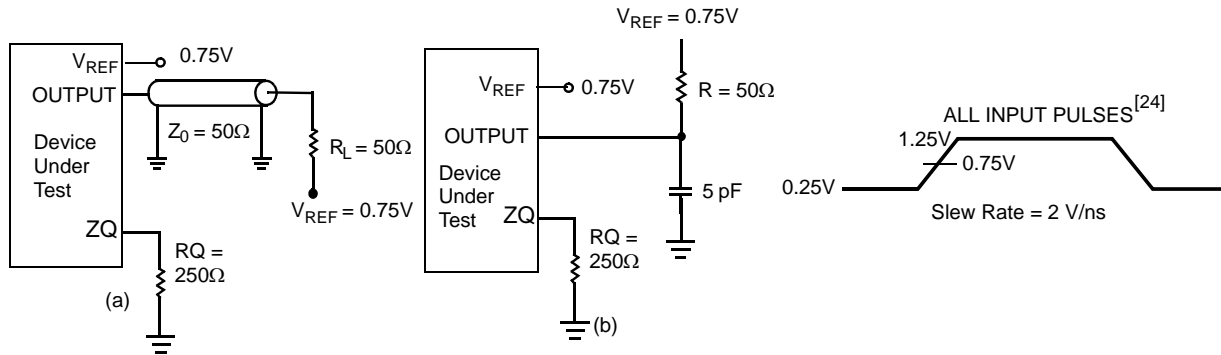 V_REF
0.75V
OUTPUT
Z_0 = 50Ω
Device
Under
Test
R_L = 50Ω
V_REF = 0.75V
ZQ
RQ =
250Ω
(a)
V_REF = 0.75V
V_REF
0.75V
R = 50Ω
OUTPUT
Device
Under
Test
5 pF
ZQ
RQ =
250Ω
(b)
ALL INPUT PULSES[24]
1.25V
0.75V
0.25V
Slew Rate = 2 V/ns